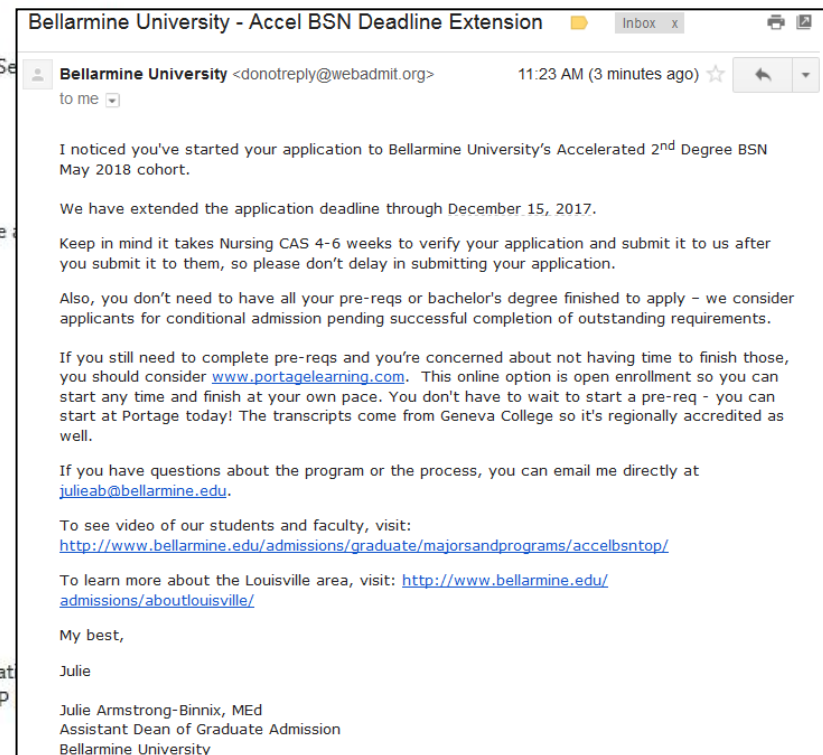 Bellarmine University - Accel BSN Deadline Extension Inbox x
Se
Bellarmine University <donotreply@webadmit.org> 11:23 AM (3 minutes ago)
to me
I noticed you've started your application to Bellarmine University's Accelerated 2nd Degree BSN
May 2018 cohort.
We have extended the application deadline through December 15, 2017.
Keep in mind it takes Nursing CAS 4-6 weeks to verify your application and submit it to us after
you submit it to them, so please don't delay in submitting your application.
Also, you don't need to have all your pre-reqs or bachelor's degree finished to apply – we consider
applicants for conditional admission pending successful completion of outstanding requirements.
If you still need to complete pre-reqs and you're concerned about not having time to finish those,
you should consider www.portagelearning.com. This online option is open enrollment so you can
start any time and finish at your own pace. You don't have to wait to start a pre-req - you can
start at Portage today! The transcripts come from Geneva College so it's regionally accredited as
well.
If you have questions about the program or the process, you can email me directly at
julieab@bellarmine.edu.
To see video of our students and faculty, visit:
http://www.bellarmine.edu/admissions/graduate/majorsandprograms/accelbsntop/
To learn more about the Louisville area, visit: http://www.bellarmine.edu/
admissions/aboutlouisville/
My best,
Julie
ati
P
Julie Armstrong-Binnix, MEd
Assistant Dean of Graduate Admission
Bellarmine University